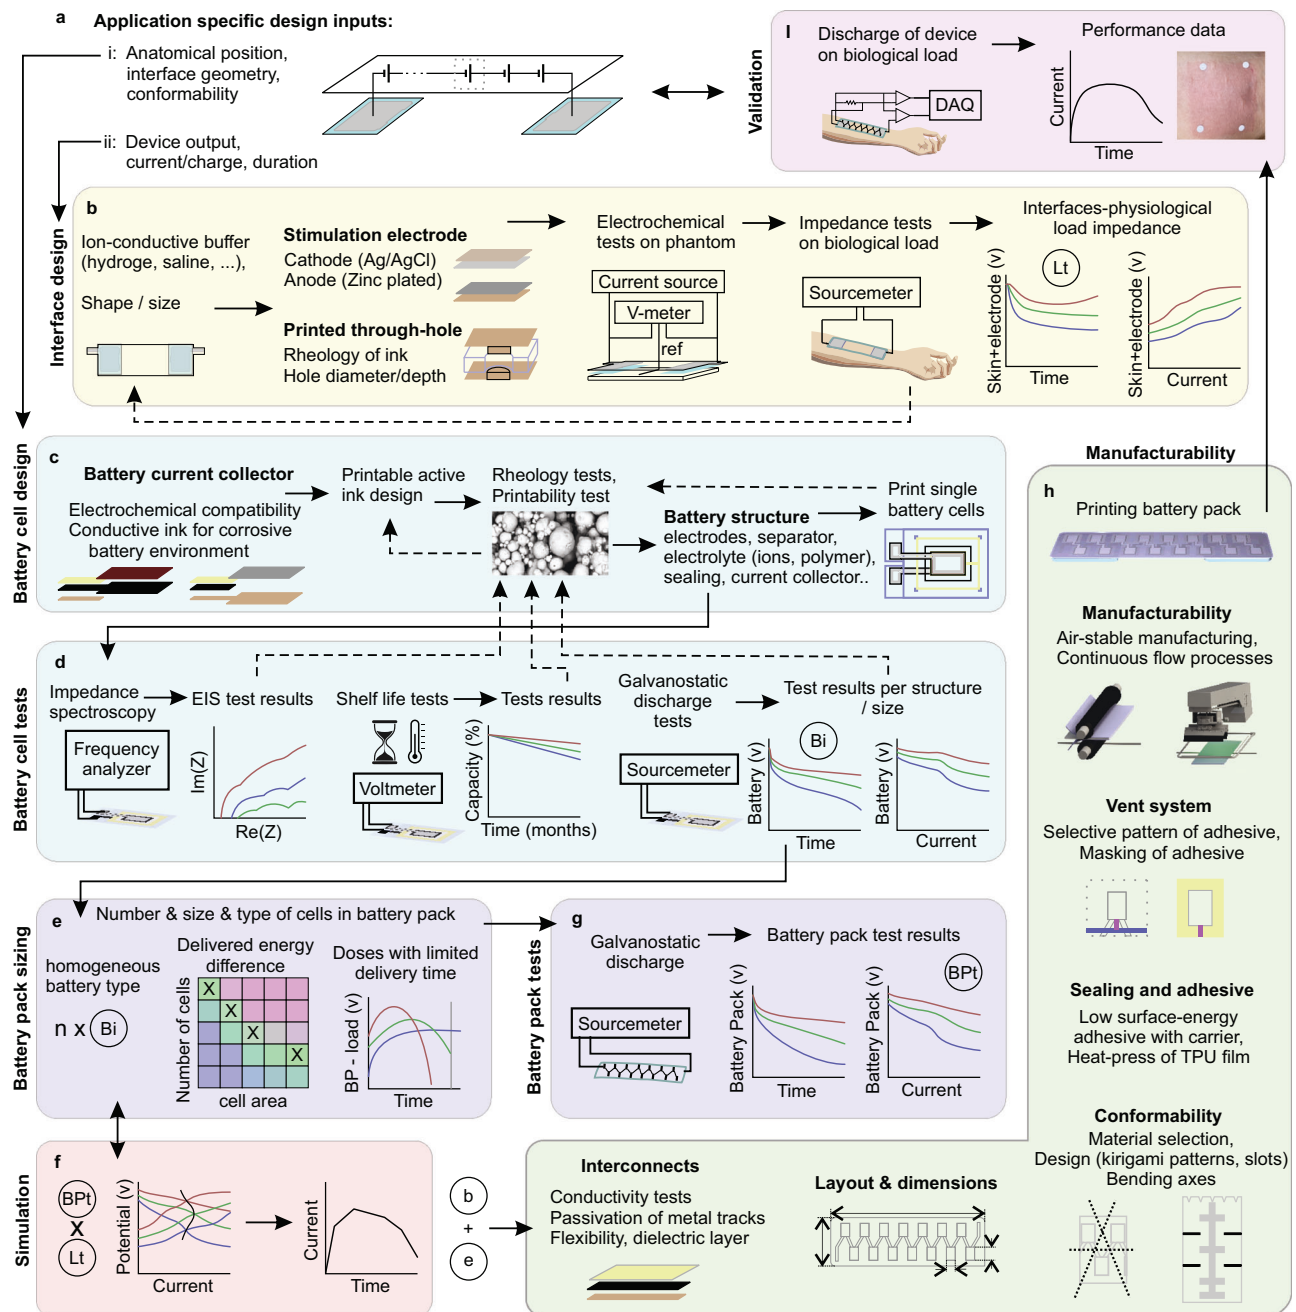 a
Application specific design inputs:
i: Anatomical position,
interface geometry,
conformability
ii: Device output,
current/charge, duration
Validation
l
Discharge of device
on biological load
DAQ
Performance data
Current
Time
Interface design
b
Ion-conductive buffer
(hydroge, saline, ...),
Shape / size
Stimulation electrode
Cathode (Ag/AgCl)
Anode (Zinc plated)
Printed through-hole
Rheology of ink
Hole diameter/depth
Electrochemical
tests on phantom
Current source
V-meter
ref
Impedance tests
on biological load
Sourcemeter
Interfaces-physiological
load impedance
Lt
Skin+electrode (v)
Time
Skin+electrode (v)
Current
Battery cell design
c
Battery current collector
Electrochemical compatibility
Conductive ink for corrosive
battery environment
Printable active
ink design
Rheology tests,
Printability test
Battery structure
electrodes, separator,
electrolyte (ions, polymer),
sealing, current collector..
Print single
battery cells
Battery cell tests
d
Impedance
spectroscopy
Frequency
analyzer
EIS test results
Im(Z)
Re(Z)
Shelf life tests
Voltmeter
Tests results
Capacity (%)
Time (months)
Galvanostatic
discharge
tests
Sourcemeter
Test results per structure
/ size
Bi
Battery (v)
Time
Battery (v)
Current
Battery pack sizing
e
Number & size & type of cells in battery pack
homogeneous
battery type
n x Bi
Delivered energy
difference
Number of cells
X
X
X
X
cell area
Doses with limited
delivery time
BP - load (v)
Time
Battery pack tests
g
Galvanostatic
discharge
Sourcemeter
Battery pack test results
BPt
Battery Pack (v)
Time
Battery Pack (v)
Current
Simulation
f
BPt
X
Lt
Potential (v)
Current
Current
Time
b
+
e
Manufacturability
h
Printing battery pack
Manufacturability
Air-stable manufacturing,
Continuous flow processes
Vent system
Selective pattern of adhesive,
Masking of adhesive
Sealing and adhesive
Low surface-energy
adhesive with carrier,
Heat-press of TPU film
Conformability
Material selection,
Design (kirigami patterns, slots)
Bending axes
Interconnects
Conductivity tests
Passivation of metal tracks
Flexibility, dielectric layer
Layout & dimensions